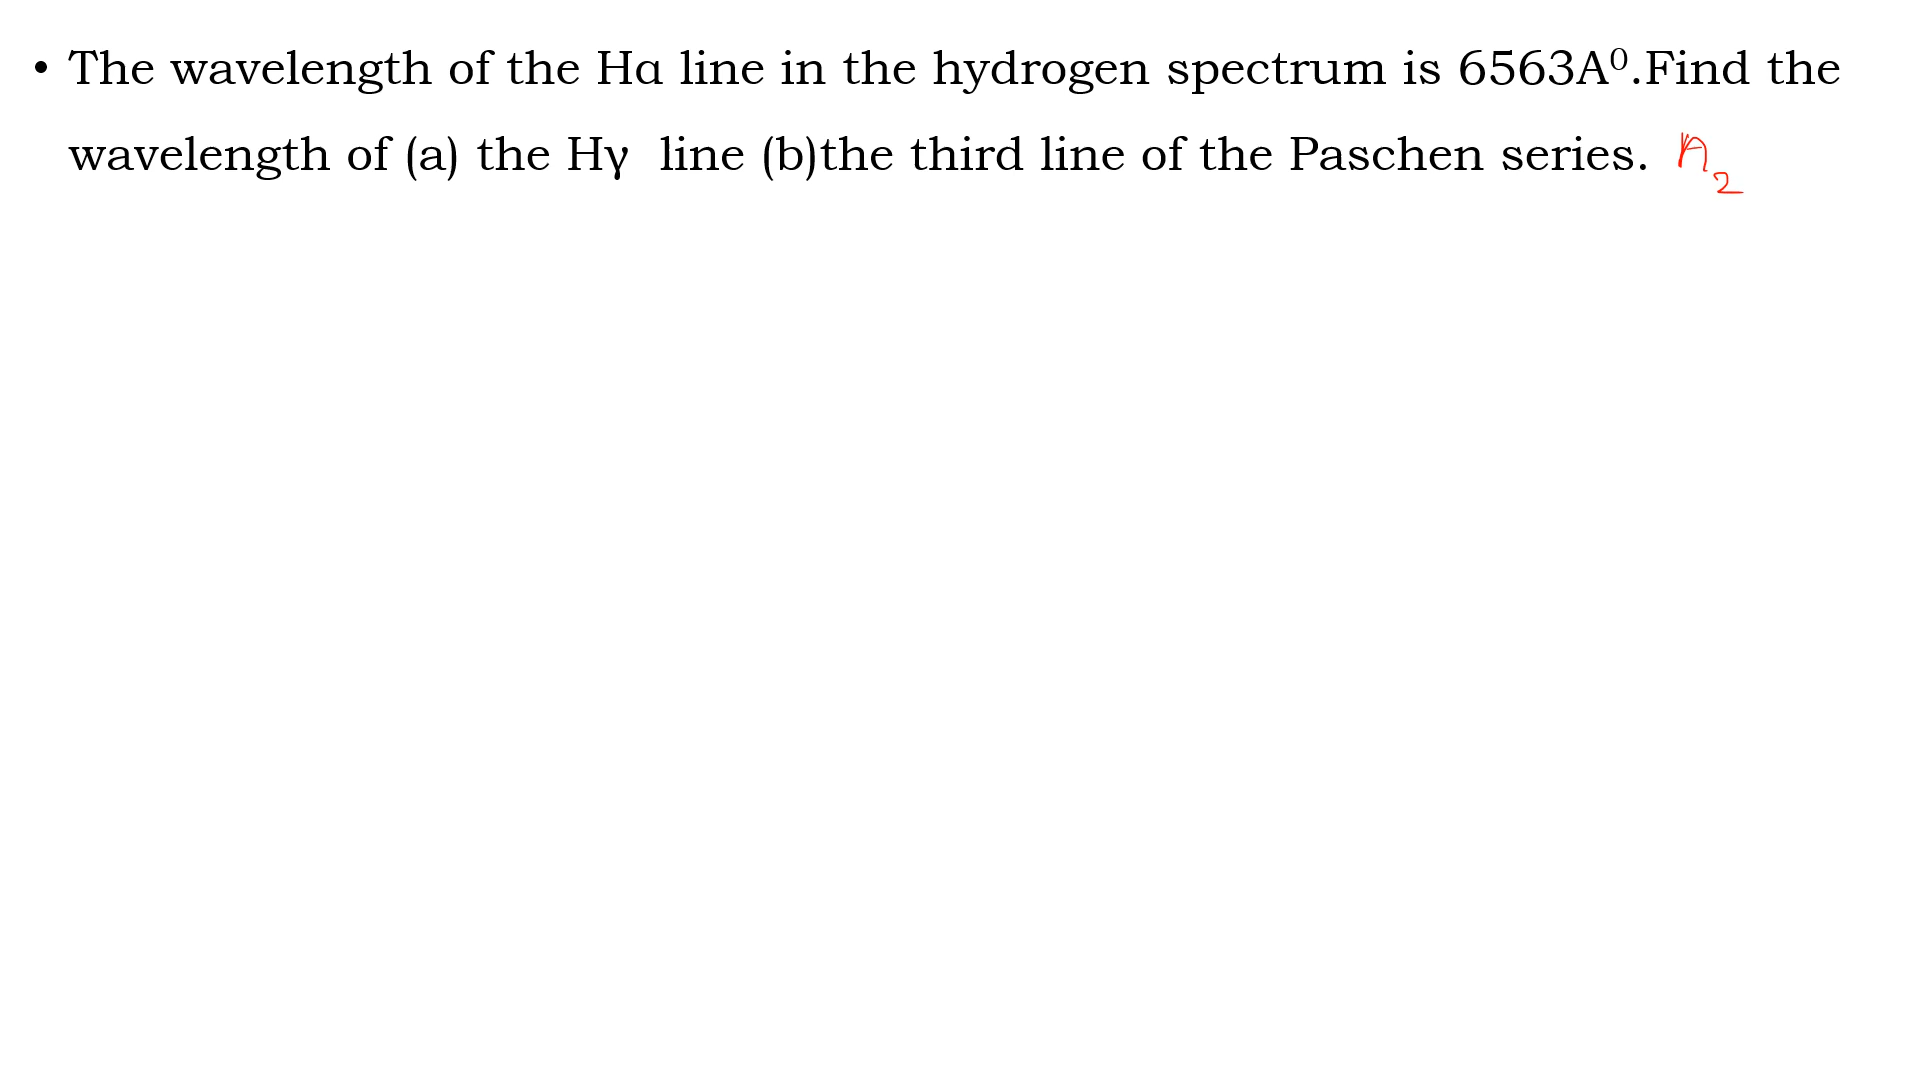 • The wavelength of the Hα line in the hydrogen spectrum is 6563A⁰.Find the
wavelength of (a) the Hγ  line (b)the third line of the Paschen series. n₂